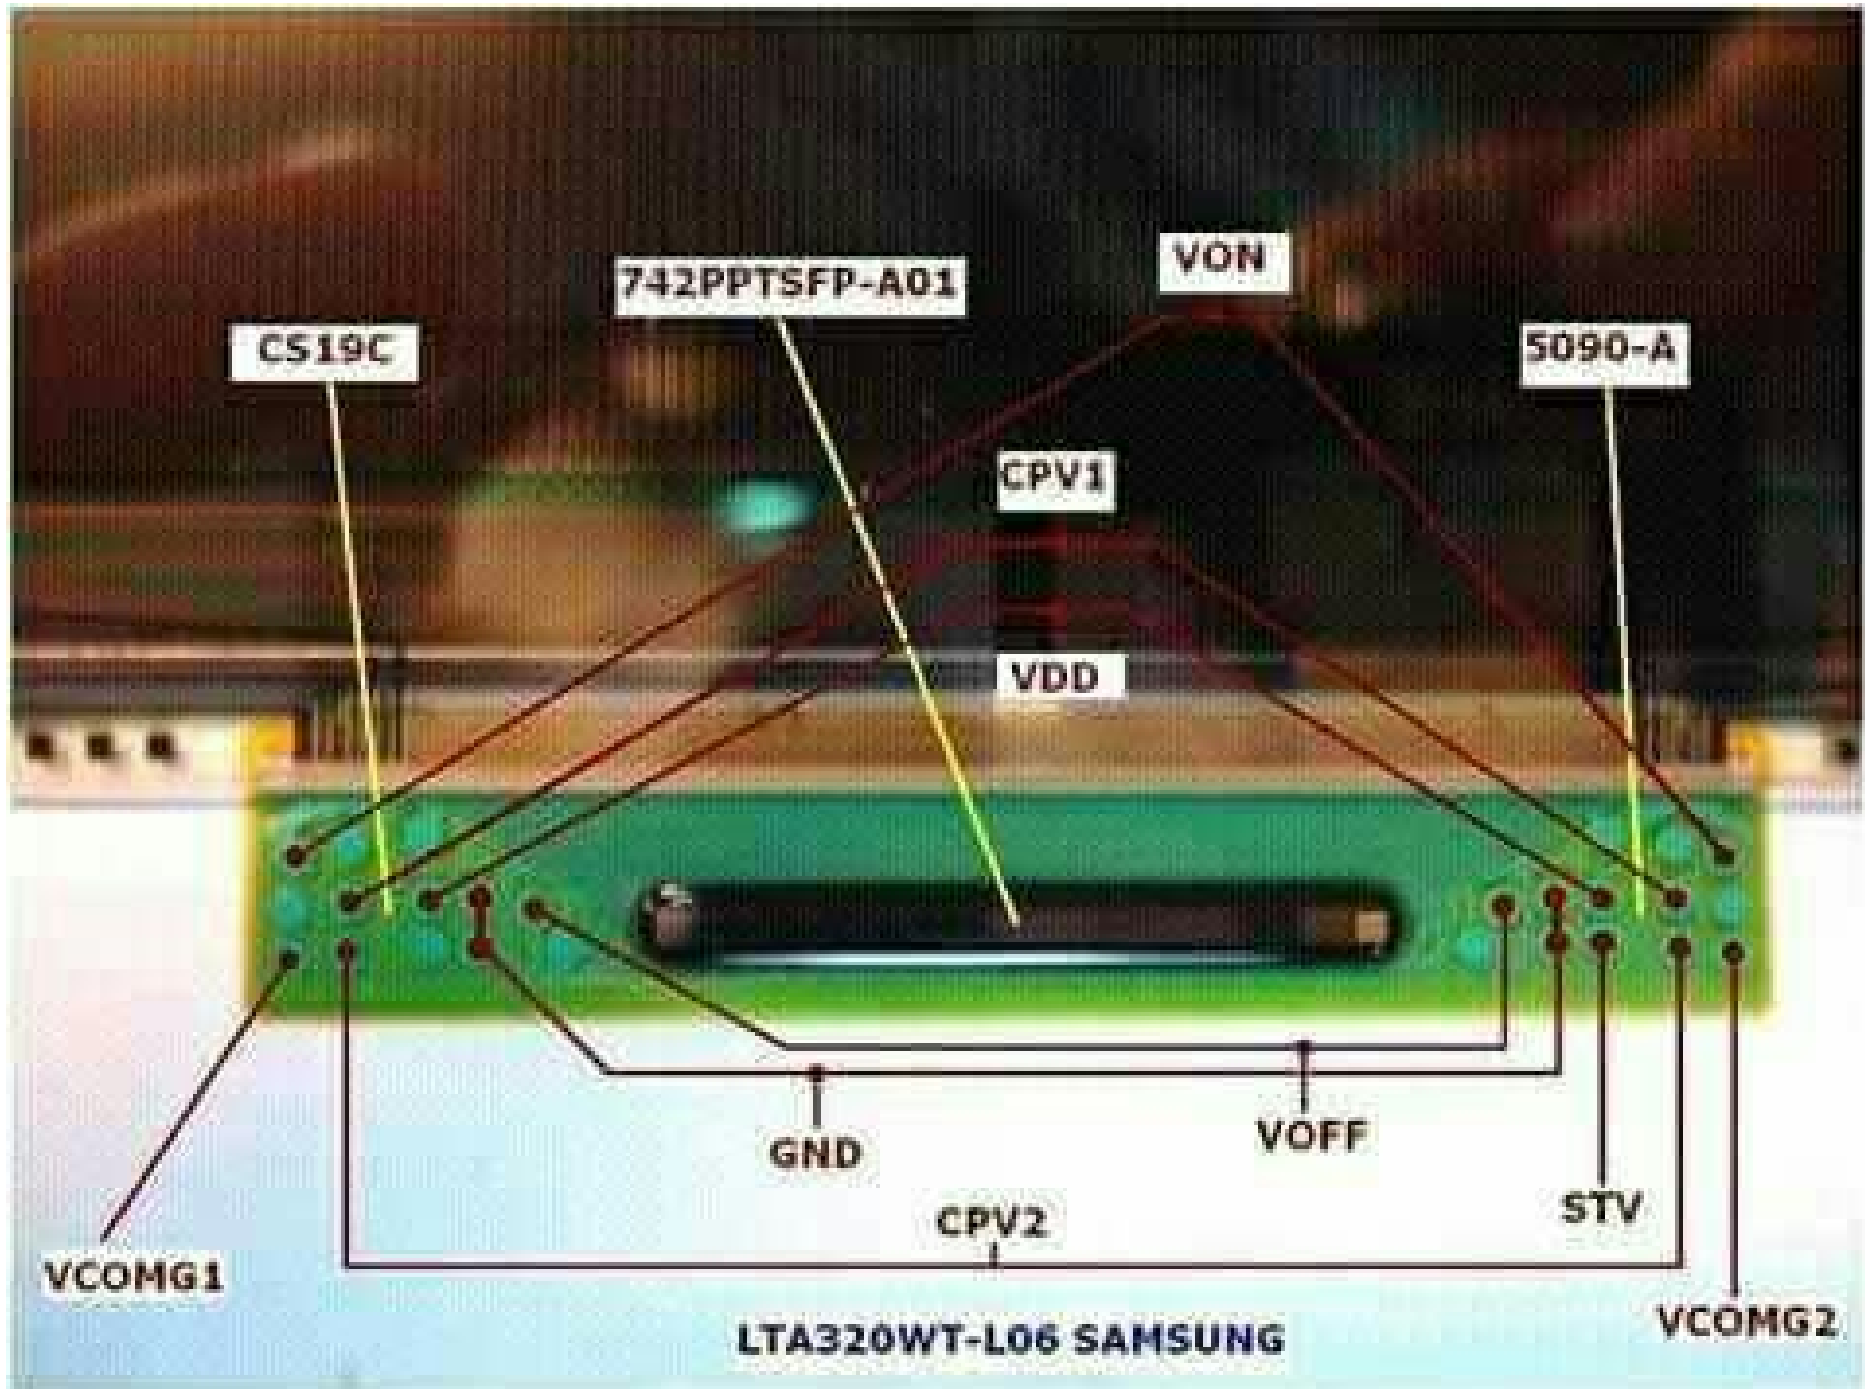 VON
742PPTSFP-A01
CS19C
5090-A
CPV1
VDD
VOFF
GND
STV
CPV2
VCOMG1
VCOMG2
LTA320WT-L06 SAMSUNG